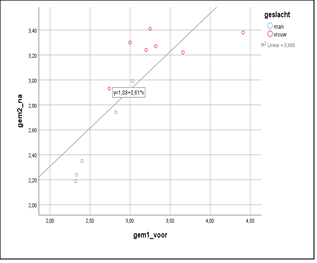 geslacht
man
vrouw
R² Linear = 0,660
3,40
3,20
3,00
2,80
2,60
2,40
2,20
2,00
gem2_na
y=1,08+0,61*x
2,00
2,50
3,00
3,50
4,00
4,50
gem1_voor